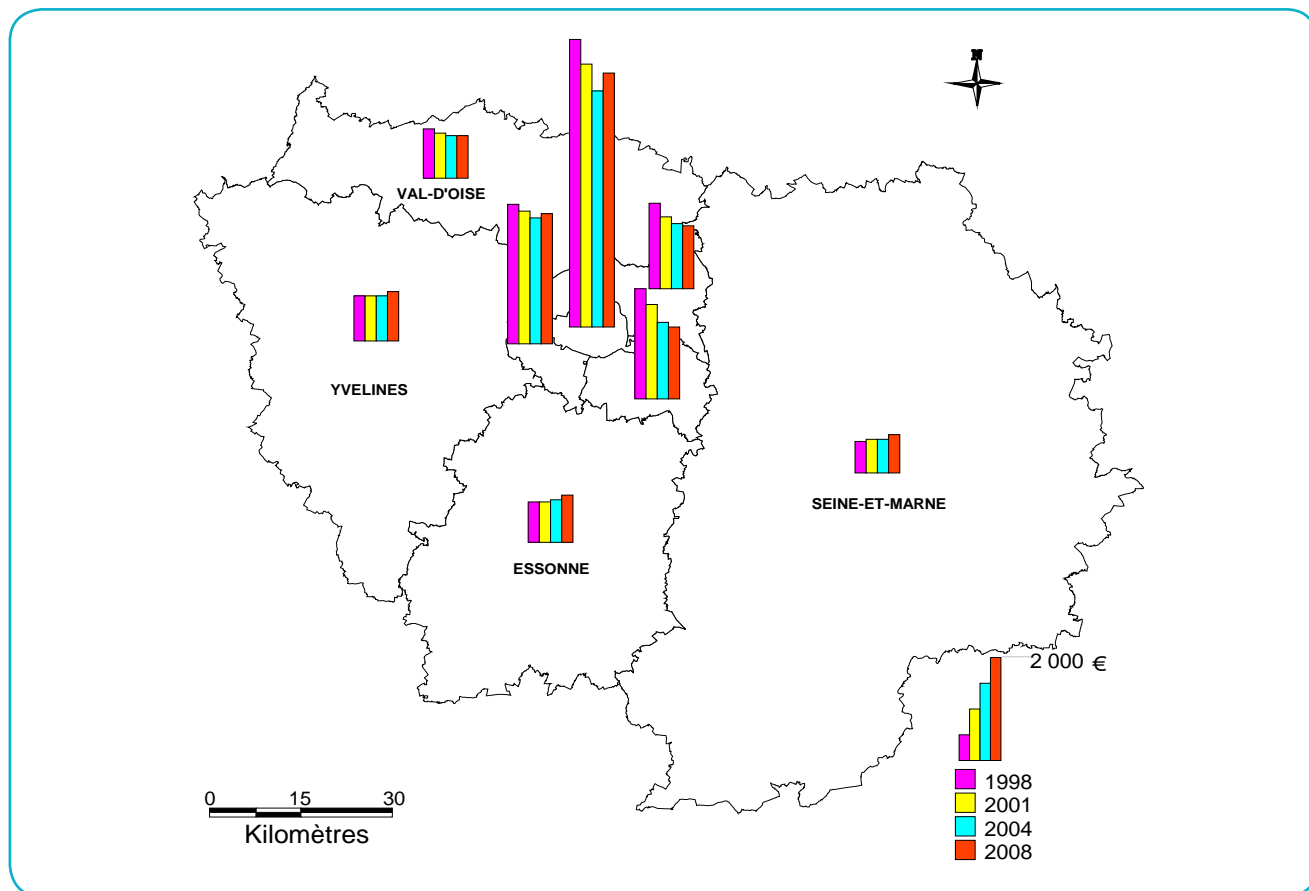 N
VAL-D'OISE
YVELINES
SEINE-ET-MARNE
ESSONNE
2 000 €
0 15 30
Kilomètres
1998
2001
2004
2008